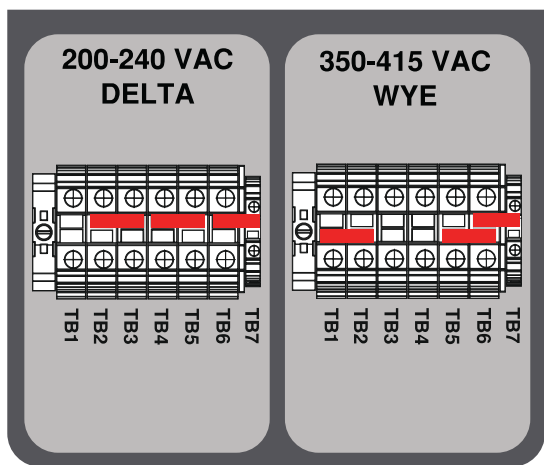 200-240 VAC
DELTA
TB1
TB2
TB3
TB4
TB5
TB6
TB7
350-415 VAC
WYE
TB1
TB2
TB3
TB4
TB5
TB6
TB7